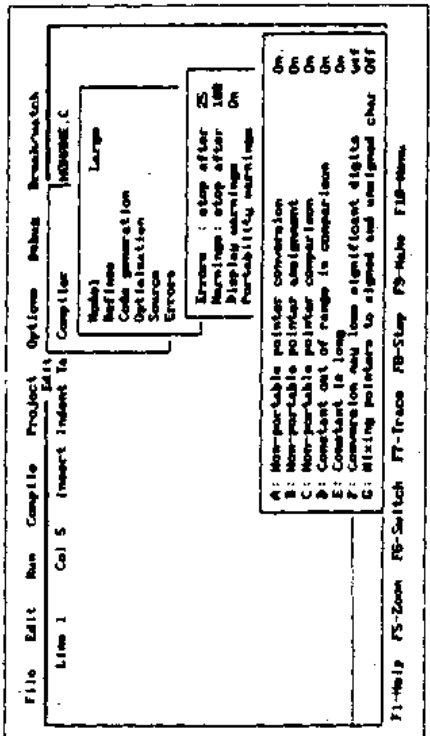 File Edit Run Compile Project Options Debug Break/watch
Edit
Line 1 Col 5 Insert Indent Ta
Compiler
NONAME.C
Model Large
Defines
Code generation
Optimization
Source
Errors
Errors : stop after 25
Warnings : stop after 100
Display warnings On
Portability warnings
A: Non-portable pointer conversion On
B: Non-portable pointer assignment On
C: Non-portable pointer comparison On
D: Constant out of range in comparison On
E: Constant is long On
F: Conversion may lose significant digits Off
G: Mixing pointers to signed and unsigned char Off
F1-Help F5-Zoom F6-Switch F7-Trace F8-Step F9-Make F10-Menu